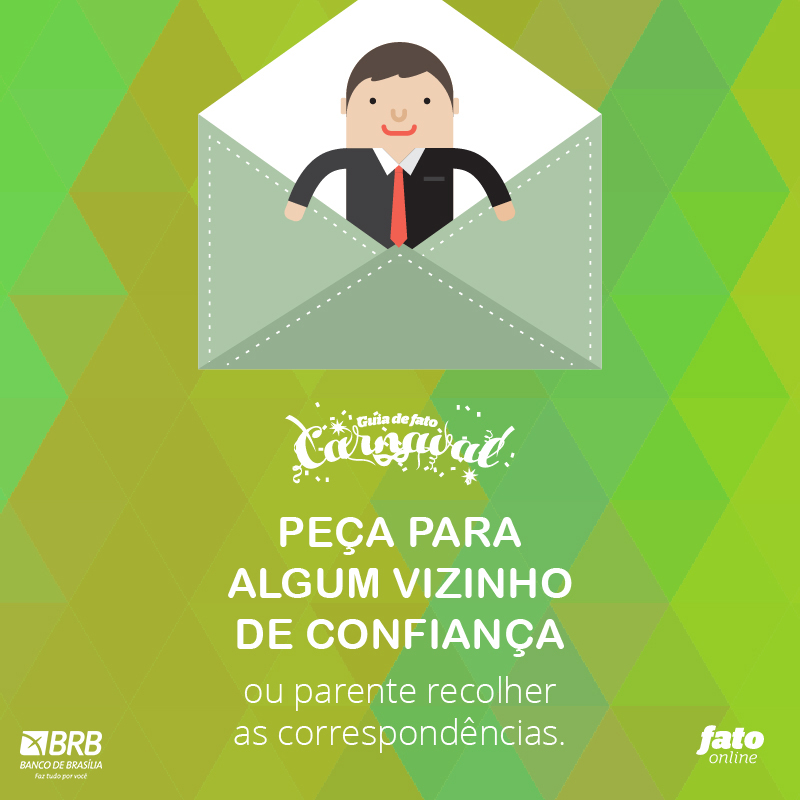 Guia de fato
Carnaval
PEÇA PARA
ALGUM VIZINHO
DE CONFIANÇA
ou parente recolher
as correspondências.
BRB
BANCO DE BRASÍLIA
Faz tudo por você
fato
online